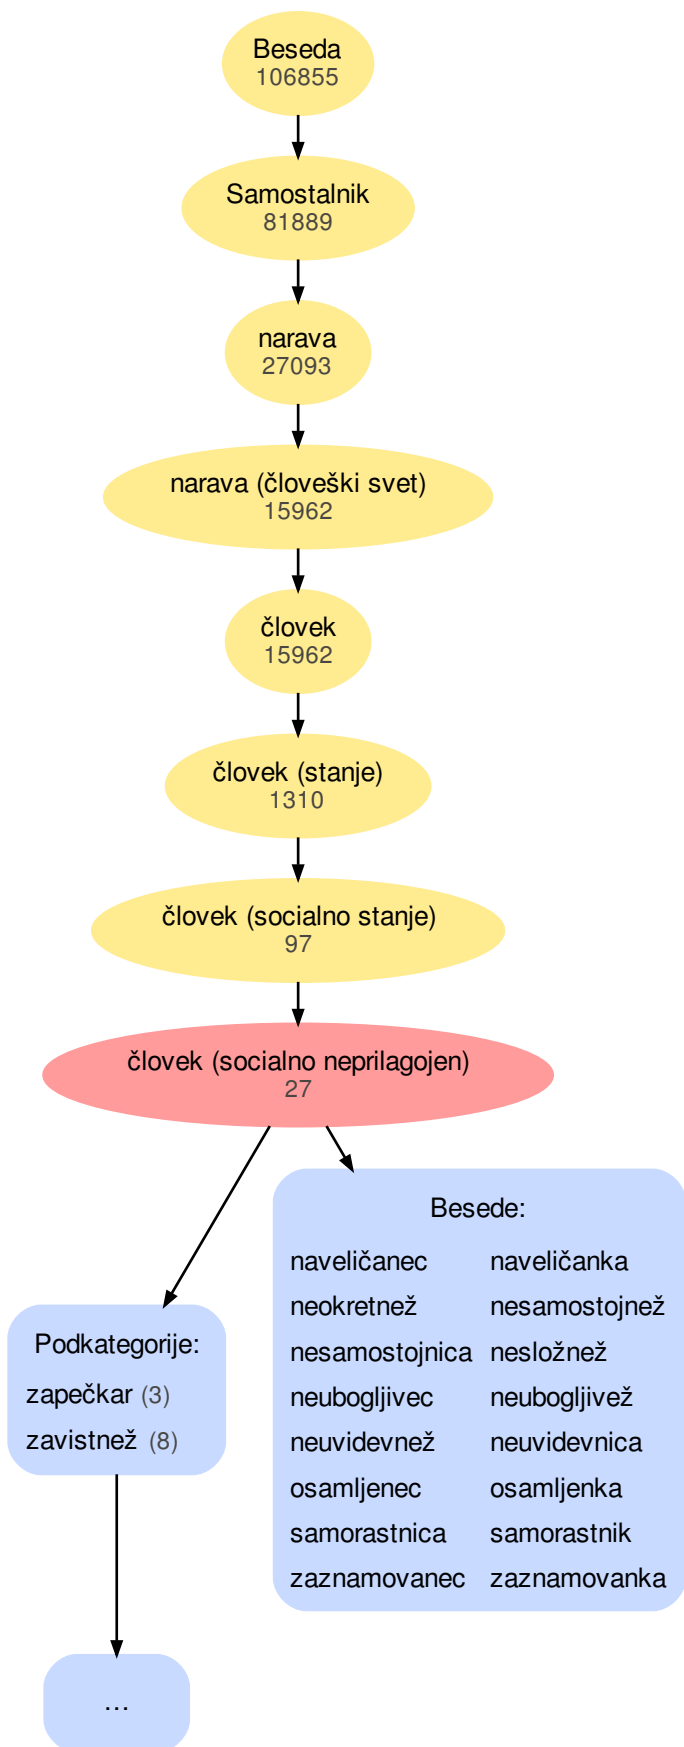 Beseda
106855
Samostalnik
81889
narava
27093
narava (človeški svet)
15962
človek
15962
človek (stanje)
1310
človek (socialno stanje)
97
človek (socialno neprilagojen)
27
Besede:
naveličanec naveličanka
neokretnež nesamostojnež
nesamostojnica nesložnež
neubogljivec neubogljivež
neuvidevnež neuvidevnica
osamljenec osamljenka
samorastnica samorastnik
zaznamovanec zaznamovanka
Podkategorije:
zapečkar (3)
zavistnež (8)
...